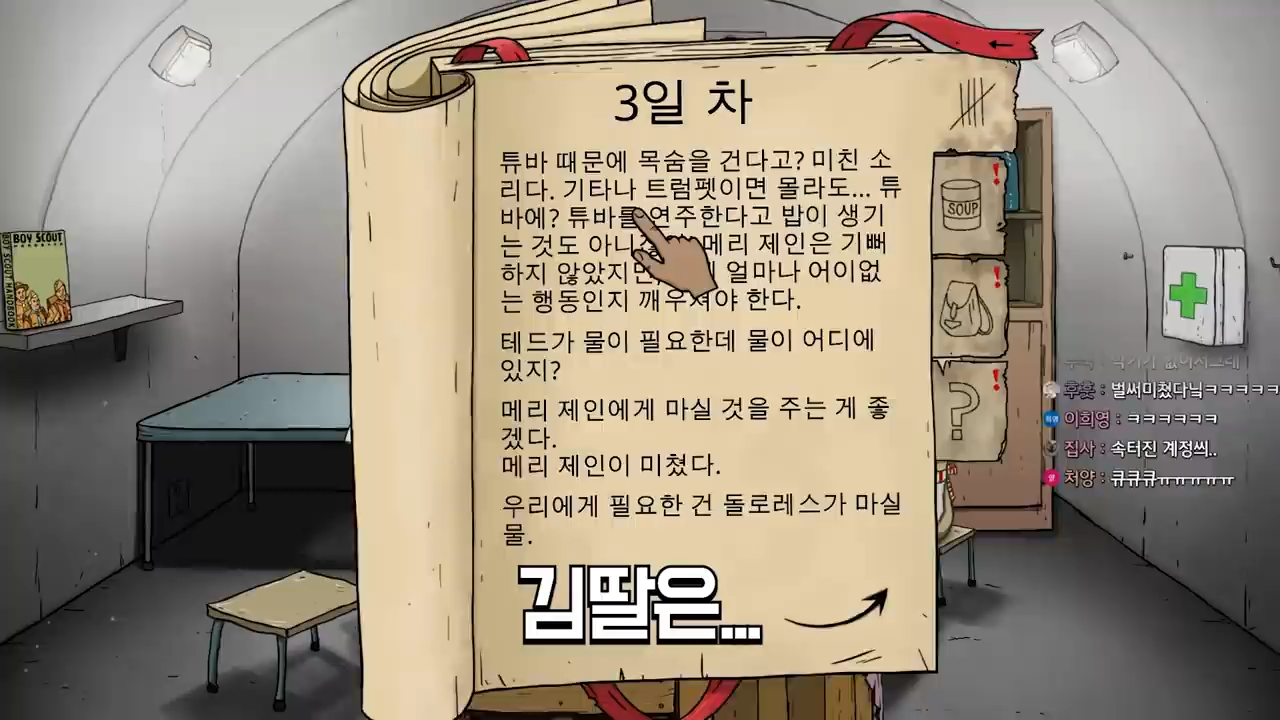 3일 차
튜바 때문에 목숨을 건다고? 미친 소
리다. 기타나 트럼펫이면 몰라도... 튜
바에? 튜바를 연주한다고 밥이 생기
는 것도 메리 제인은 기뻐
하지 않았지만, 얼마나 어이없
는 행동인지 깨우쳐야 한다.
테드가 물이 필요한데 물이 어디에
있지?
메리 제인에게 마실 것을 주는 게 좋
겠다.
메리 제인이 미쳤다.
우리에게 필요한 건 돌로레스가 마실
물.
김딸은...
SOUP
BOY SCOUT
BOY SCOUT HANDBOOK
후훗 : 벌써미쳤다닠ㅋㅋㅋㅋㅋ
이희영 : ㅋㅋㅋㅋㅋㅋ
집사 : 속터진 계정씌..
처양 : 큐큐큐ㅠㅠㅠㅠㅠ